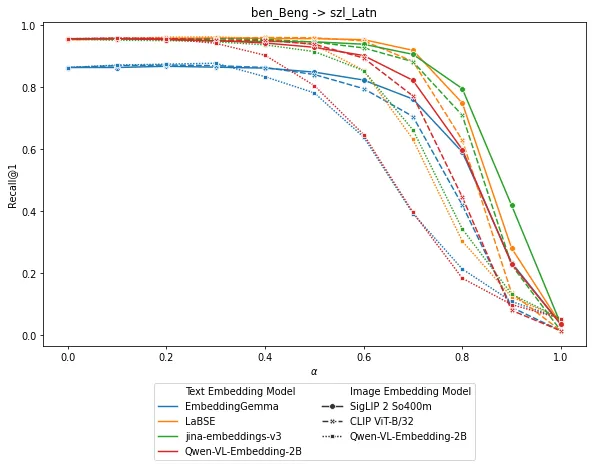 ben_Beng -> szl_Latn
1.0
0.8
0.6
0.4
0.2
0.0
Recall@1
0.0 0.2 0.4 0.6 0.8 1.0
α
Text Embedding Model Image Embedding Model
EmbeddingGemma SigLIP 2 So400m
LaBSE CLIP ViT-B/32
jina-embeddings-v3 Qwen-VL-Embedding-2B
Qwen-VL-Embedding-2B